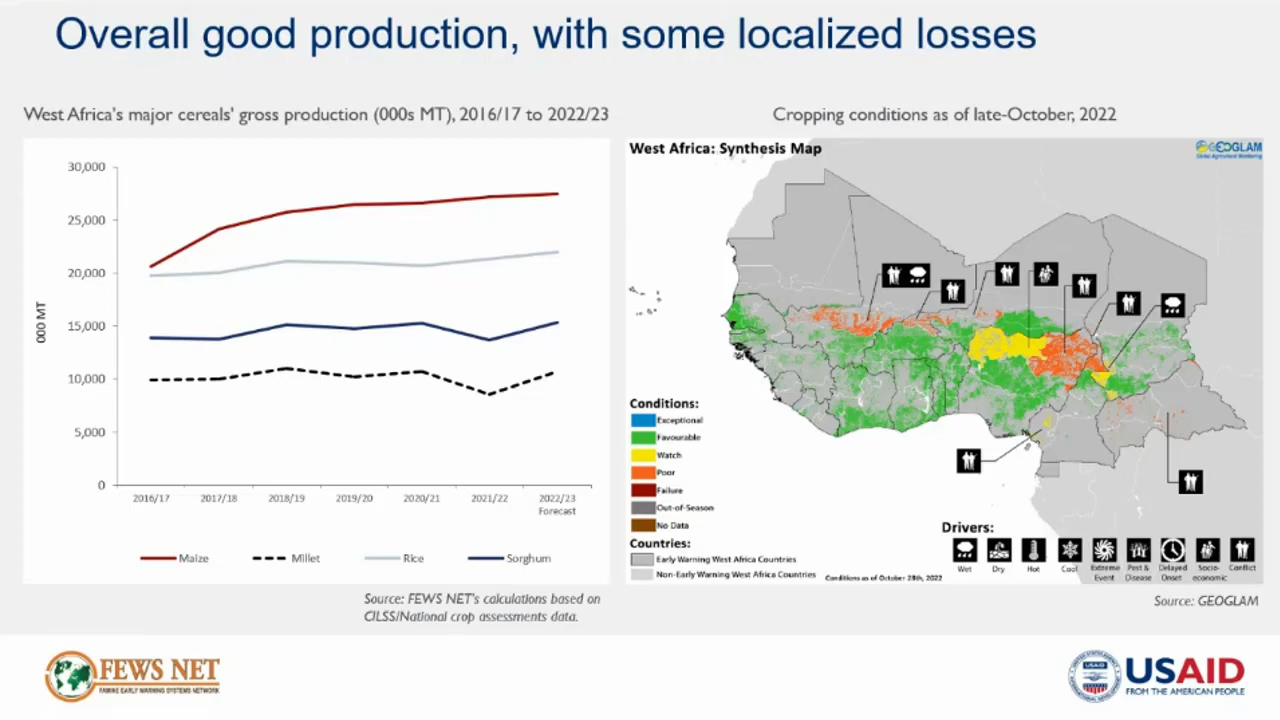 Overall good production, with some localized losses
West Africa's major cereals' gross production (000s MT), 2016/17 to 2022/23
30,000
25,000
20,000
15,000
10,000
5,000
0
000 MT
2016/17
2017/18
2018/19
2019/20
2020/21
2021/22
2022/23
Forecast
Maize
Millet
Rice
Sorghum
Source: FEWS NET's calculations based on
CILSS/National crop assessments data.
Cropping conditions as of late-October, 2022
West Africa: Synthesis Map
GEOGLAM
Global Agricultural Monitoring
Conditions:
Exceptional
Favourable
Watch
Poor
Failure
Out-of-Season
No Data
Countries:
Early Warning West Africa Countries
Non-Early Warning West Africa Countries
Conditions as of October 28th, 2022
Drivers:
Wet
Dry
Hot
Cool
Extreme
Event
Pest &
Disease
Delayed
Onset
Socio-
economic
Conflict
Source: GEOGLAM
FEWS NET
FAMINE EARLY WARNING SYSTEMS NETWORK
USAID
USAID
FROM THE AMERICAN PEOPLE